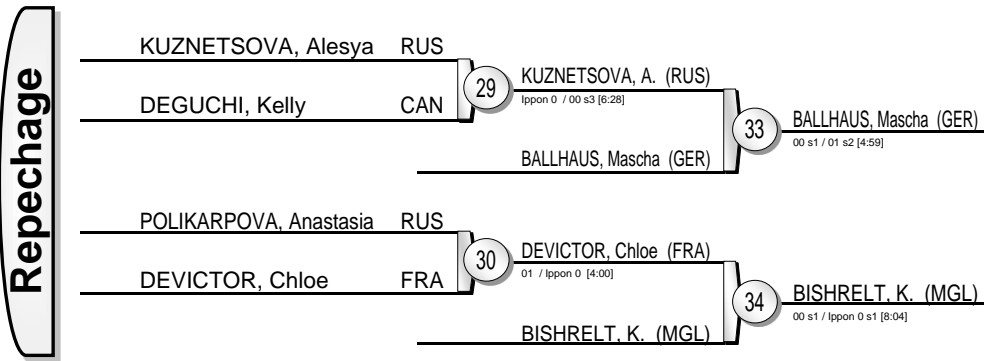 Repechage
KUZNETSOVA, Alesya RUS
DEGUCHI, Kelly CAN
29
KUZNETSOVA, A. (RUS)
Ippon 0 / 00 s3 [6:28]
BALLHAUS, Mascha (GER)
33
BALLHAUS, Mascha (GER)
00 s1 / 01 s2 [4:59]
POLIKARPOVA, Anastasia RUS
DEVICTOR, Chloe FRA
30
DEVICTOR, Chloe (FRA)
01 / Ippon 0 [4:00]
BISHRELT, K. (MGL)
34
BISHRELT, K. (MGL)
00 s1 / Ippon 0 s1 [8:04]